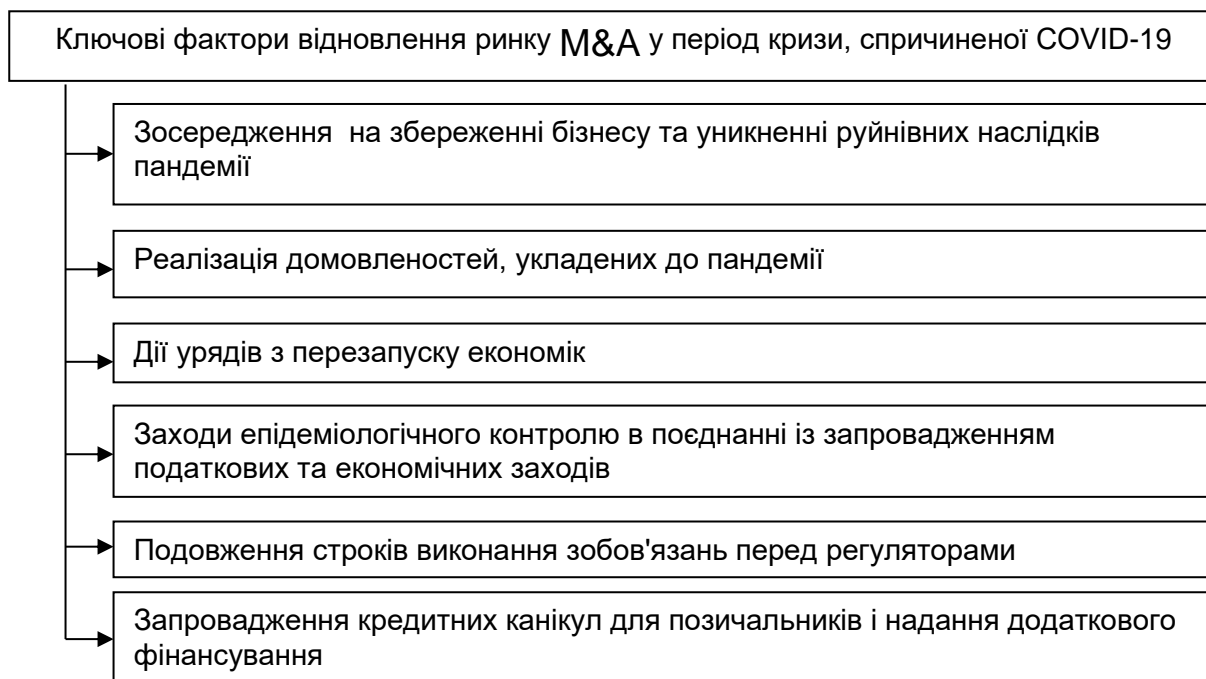 Ключові фактори відновлення ринку M&A у період кризи, спричиненої COVID-19
Зосередження на збереженні бізнесу та уникненні руйнівних наслідків
пандемії
Реалізація домовленостей, укладених до пандемії
Дії урядів з перезапуску економік
Заходи епідеміологічного контролю в поєднанні із запровадженням
податкових та економічних заходів
Подовження строків виконання зобов'язань перед регуляторами
Запровадження кредитних канікул для позичальників і надання додаткового
фінансування